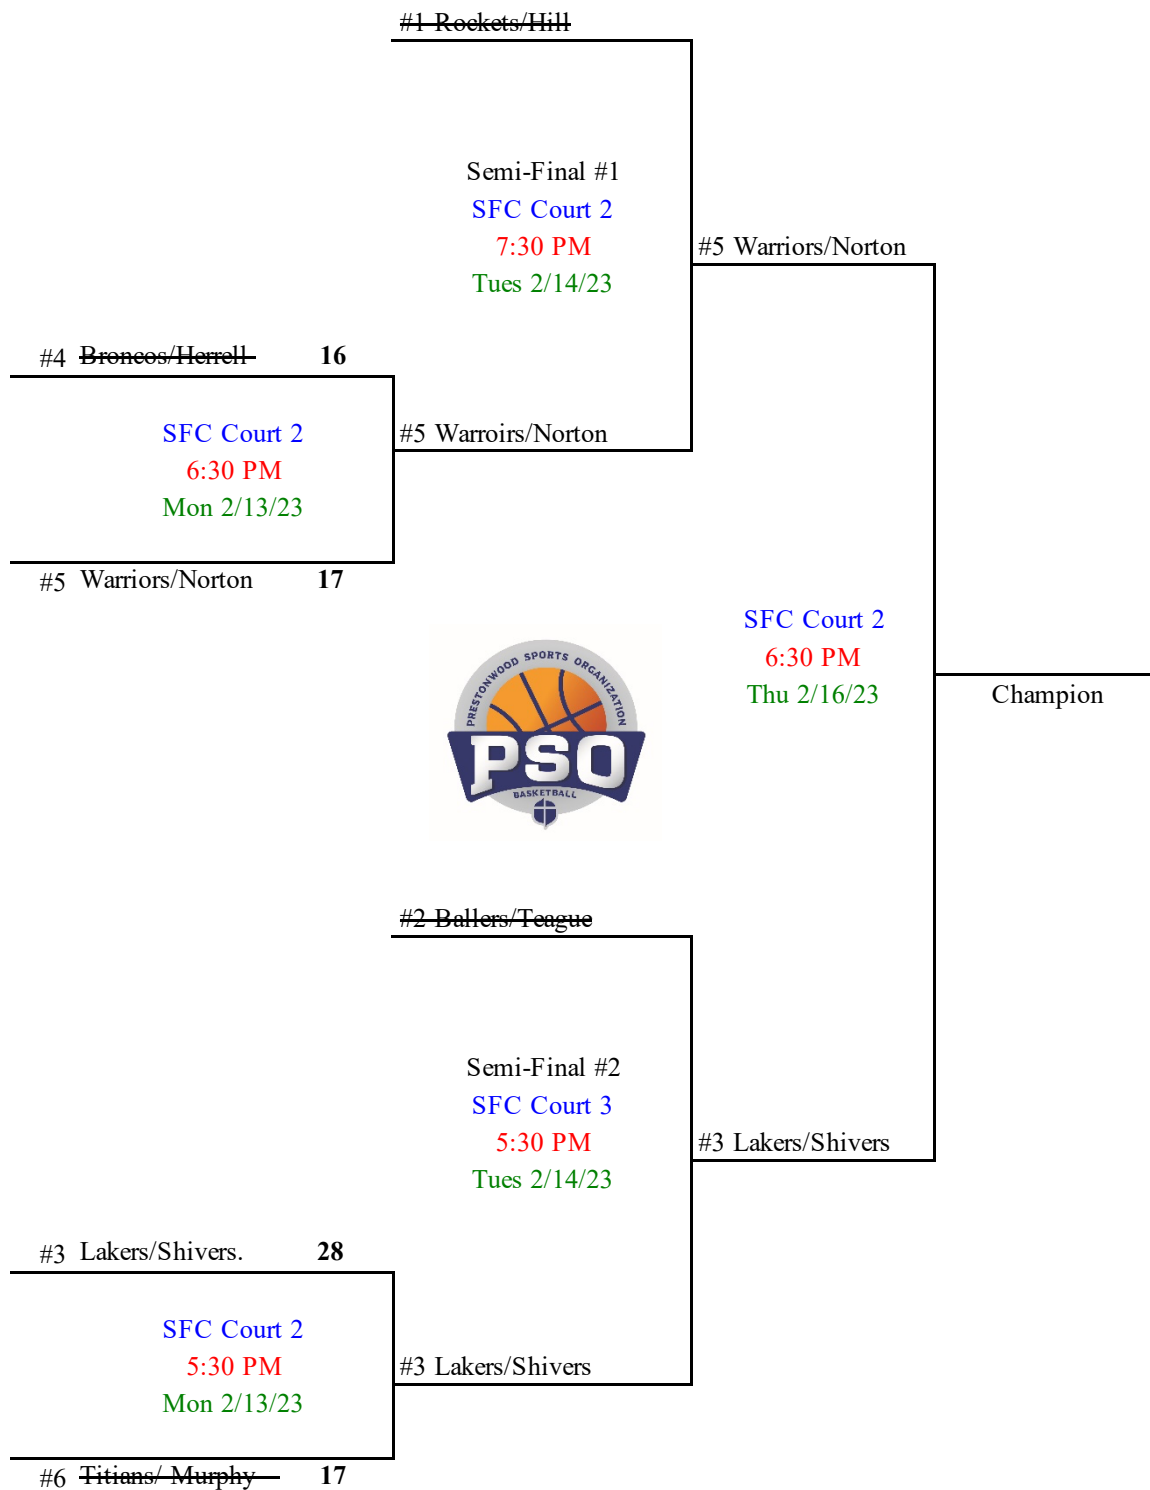 #1 Rockets/Hill
Semi-Final #1
SFC Court 2
7:30 PM
Tues 2/14/23
#5 Warriors/Norton
#4 Broncos/Herrell 16
SFC Court 2
6:30 PM
Mon 2/13/23
#5 Warroirs/Norton
#5 Warriors/Norton 17
SFC Court 2
6:30 PM
Thu 2/16/23
Champion
PRESTONWOOD SPORTS ORGANIZATION
PSO
BASKETBALL
#2 Ballers/Teague
Semi-Final #2
SFC Court 3
5:30 PM
Tues 2/14/23
#3 Lakers/Shivers
#3 Lakers/Shivers. 28
SFC Court 2
5:30 PM
Mon 2/13/23
#3 Lakers/Shivers
#6 Titians/ Murphy 17